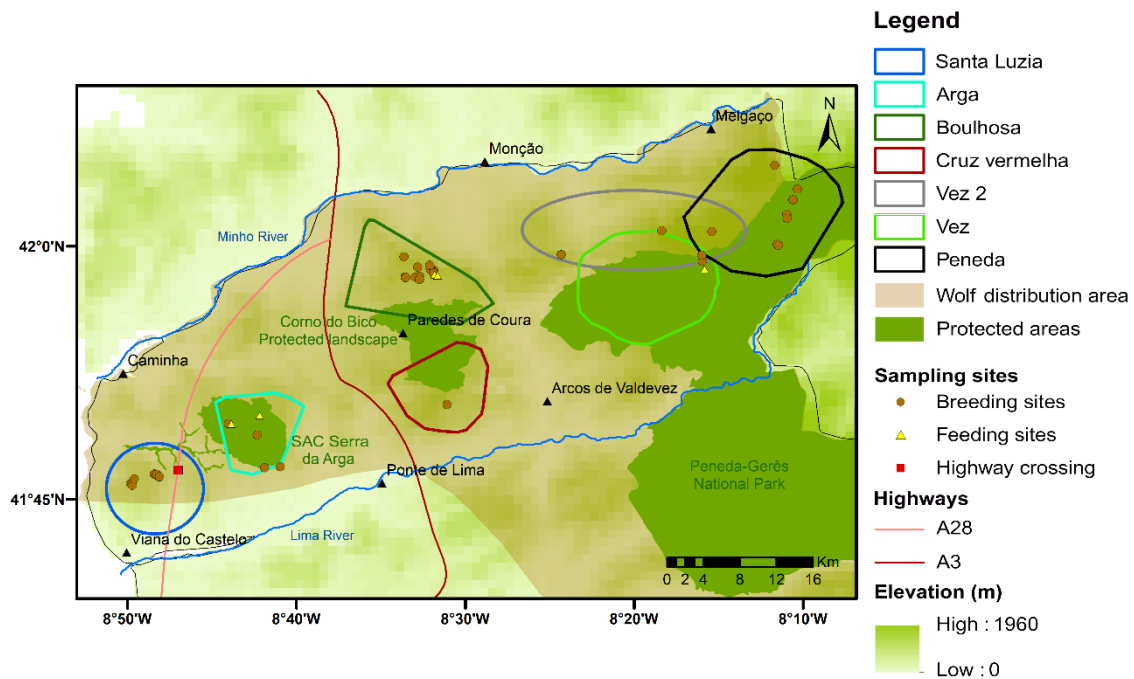 Legend
Santa Luzia
Arga
Boulhosa
Cruz vermelha
Vez 2
Vez
Peneda
Wolf distribution area
Protected areas
Sampling sites
Breeding sites
Feeding sites
Highway crossing
Highways
A28
A3
Elevation (m)
High : 1960
Low : 0
N
Melgaço
Monção
Minho River
42°0'N
42°0'N
Corno do Bico
Protected landscape
Paredes de Coura
Caminha
Arcos de Valdevez
SAC Serra
da Arga
Ponte de Lima
Peneda-Gerês
National Park
41°45'N
41°45'N
Viana do Castelo
Lima River
Km
0 2 4 8 12 16
8°50'W 8°40'W 8°30'W 8°20'W 8°10'W